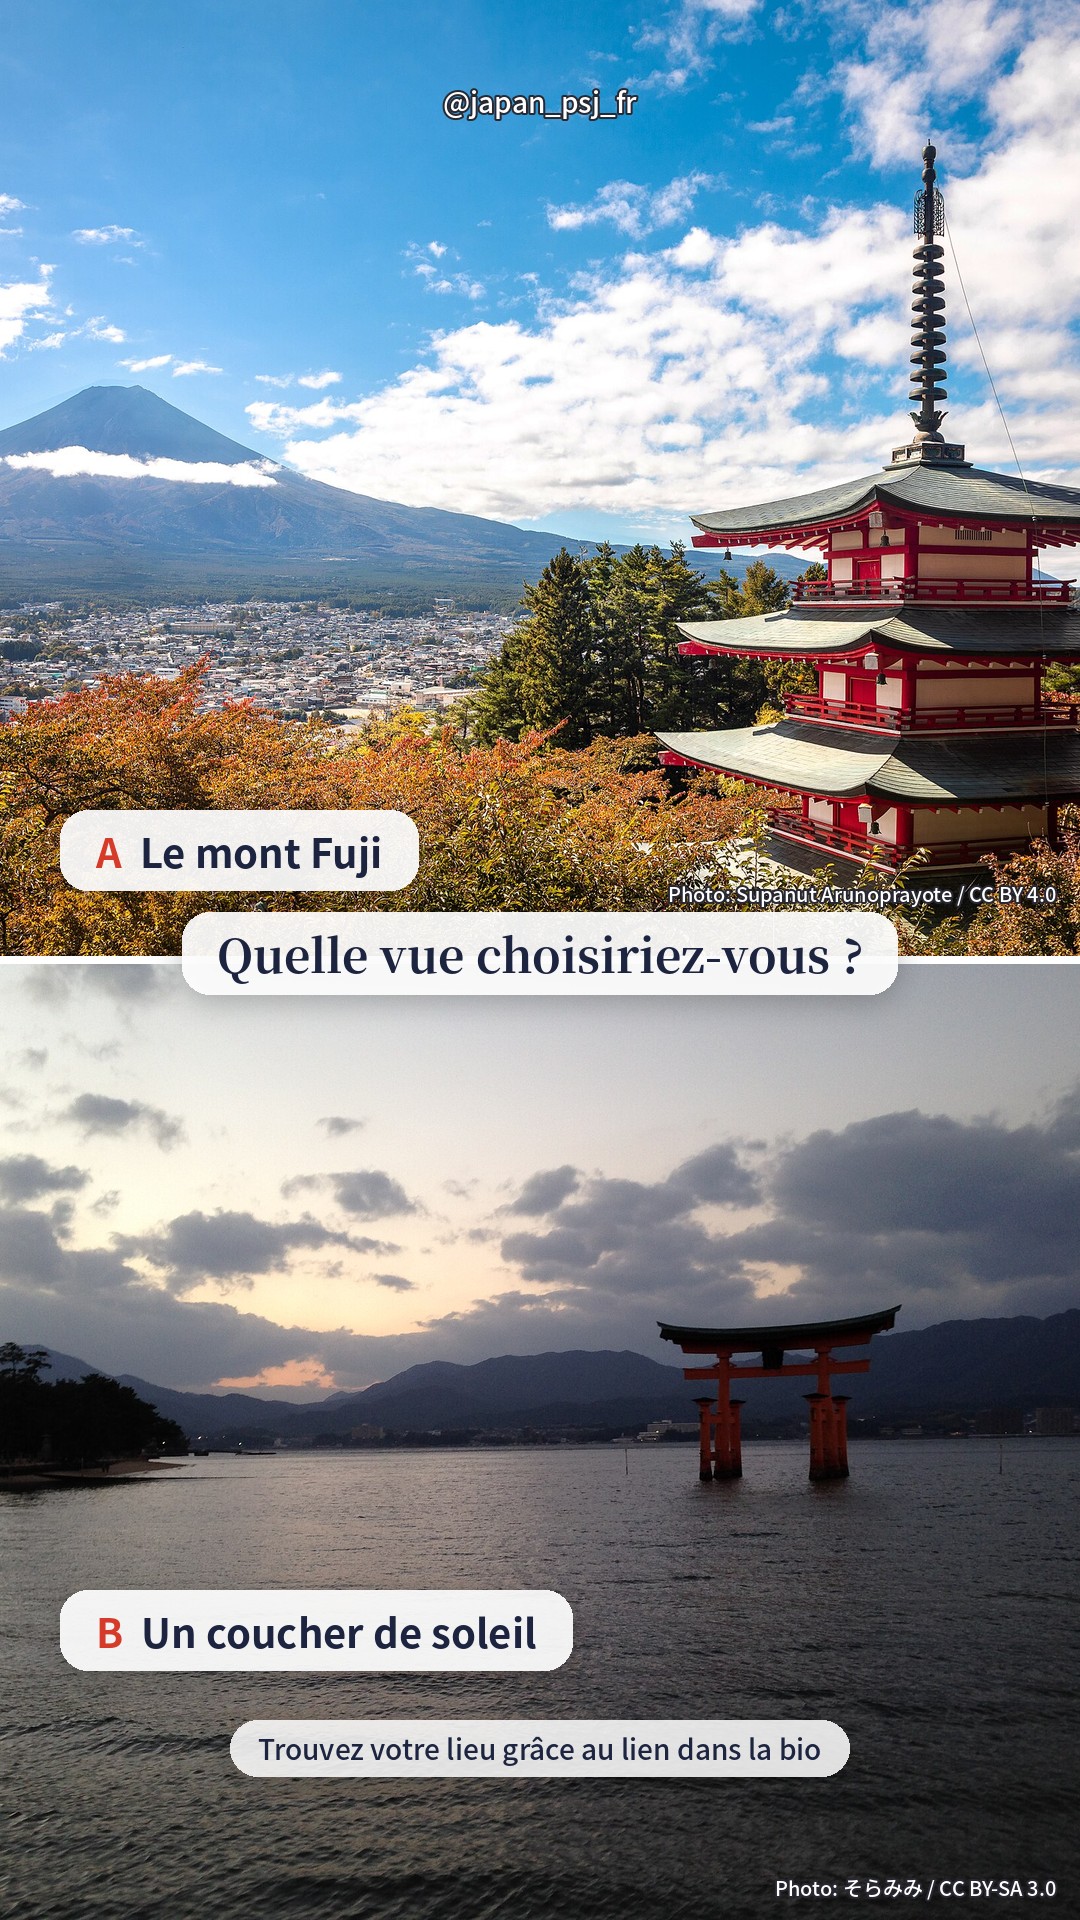 @japan_psj_fr
A Le mont Fuji
Photo: Supanut Arunoprayote / CC BY 4.0
Quelle vue choisiriez-vous ?
B Un coucher de soleil
Trouvez votre lieu grâce au lien dans la bio
Photo: そらみみ / CC BY-SA 3.0